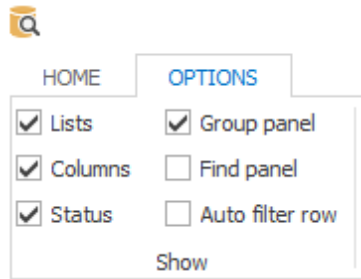 HOME OPTIONS
Lists Group panel
Columns Find panel
Status Auto filter row
Show